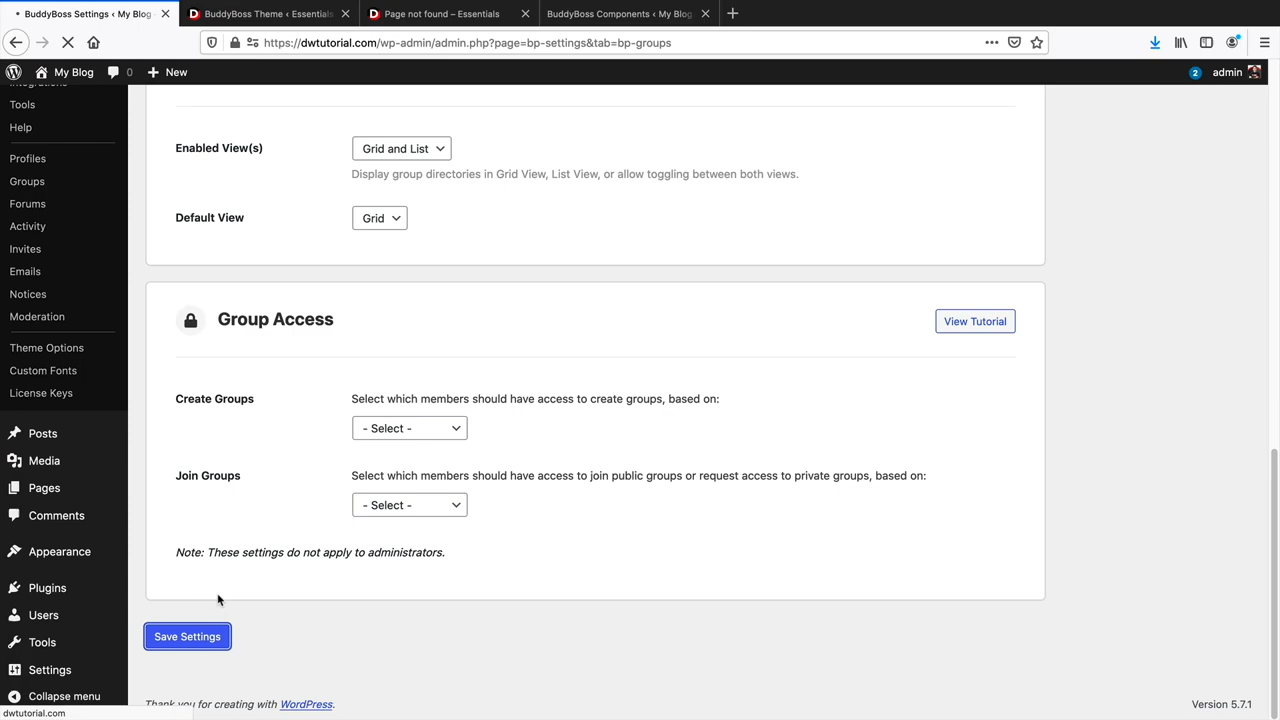 BuddyBoss Settings ‹ My Blog
BuddyBoss Theme ‹ Essentials
Page not found – Essentials
BuddyBoss Components ‹ My Blog
https://dwtutorial.com/wp-admin/admin.php?page=bp-settings&tab=bp-groups
My Blog 0 New 2 admin
Integrations
Tools
Help
Profiles
Groups
Forums
Activity
Invites
Emails
Notices
Moderation
Theme Options
Custom Fonts
License Keys
Posts
Media
Pages
Comments
Appearance
Plugins
Users
Tools
Settings
Collapse menu
dwtutorial.com
Enabled View(s)
Grid and List
Display group directories in Grid View, List View, or allow toggling between both views.
Default View
Grid
Group Access
View Tutorial
Create Groups
Select which members should have access to create groups, based on:
- Select -
Join Groups
Select which members should have access to join public groups or request access to private groups, based on:
- Select -
Note: These settings do not apply to administrators.
Save Settings
Thank you for creating with WordPress.
Version 5.7.1